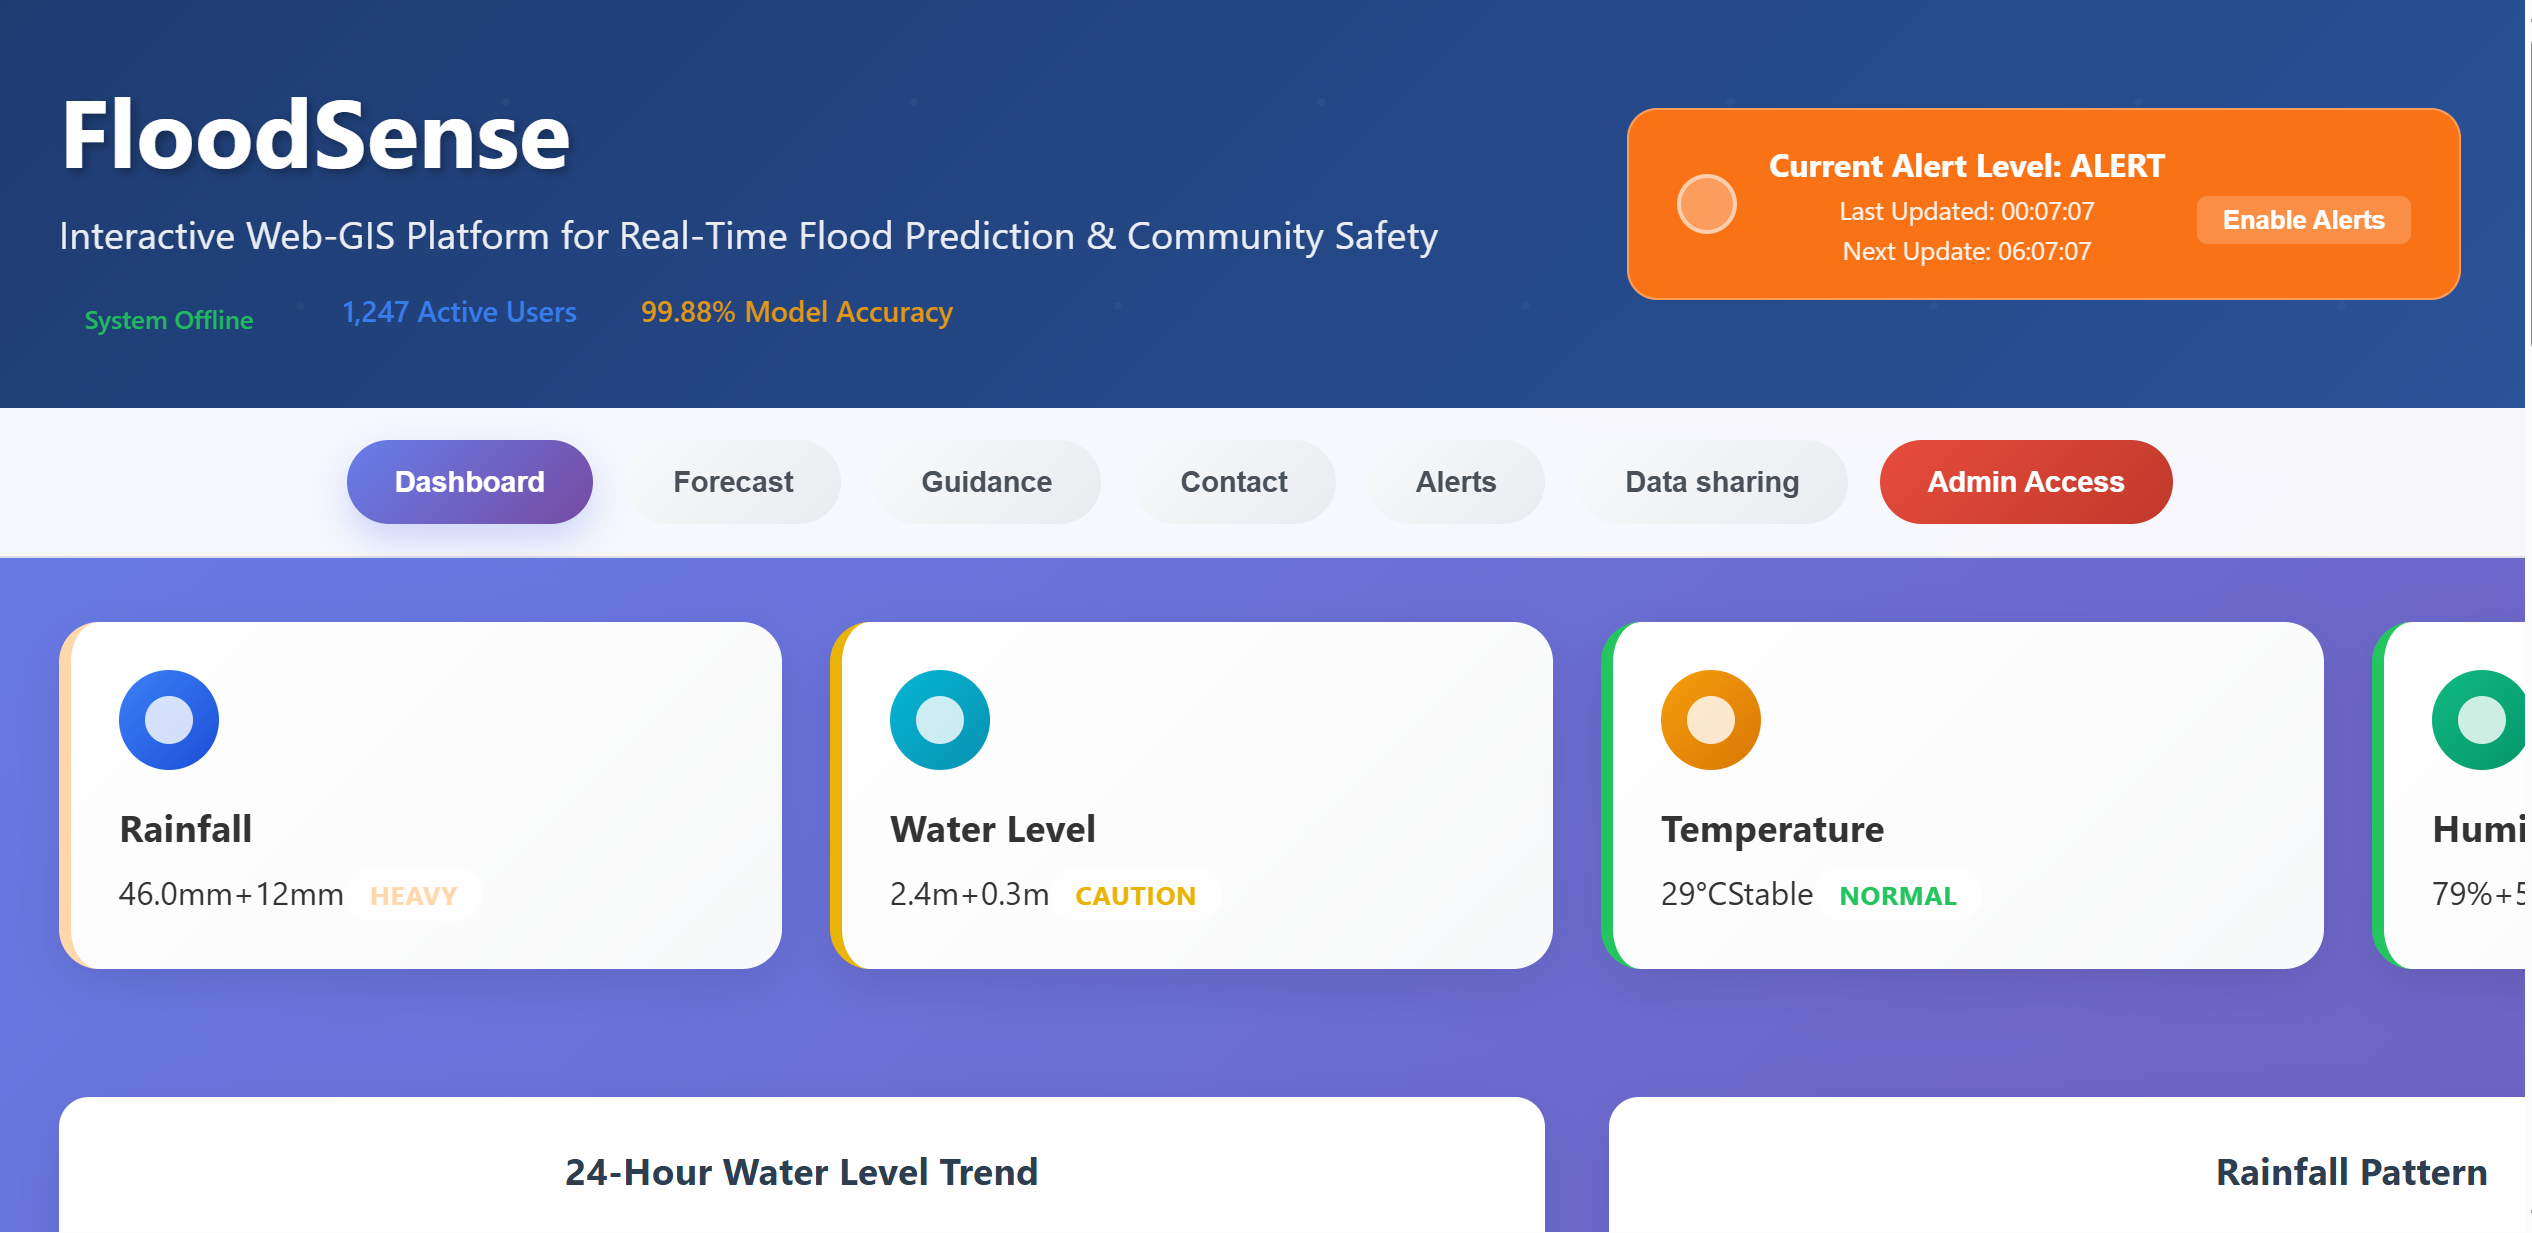 FloodSense
Interactive Web-GIS Platform for Real-Time Flood Prediction & Community Safety
System Offline
1,247 Active Users
99.88% Model Accuracy
Current Alert Level: ALERT
Last Updated: 00:07:07
Next Update: 06:07:07
Enable Alerts
Dashboard
Forecast
Guidance
Contact
Alerts
Data sharing
Admin Access
Rainfall
46.0mm+12mm HEAVY
Water Level
2.4m+0.3m CAUTION
Temperature
29°CStable NORMAL
Humi
79%+5
24-Hour Water Level Trend
Rainfall Pattern